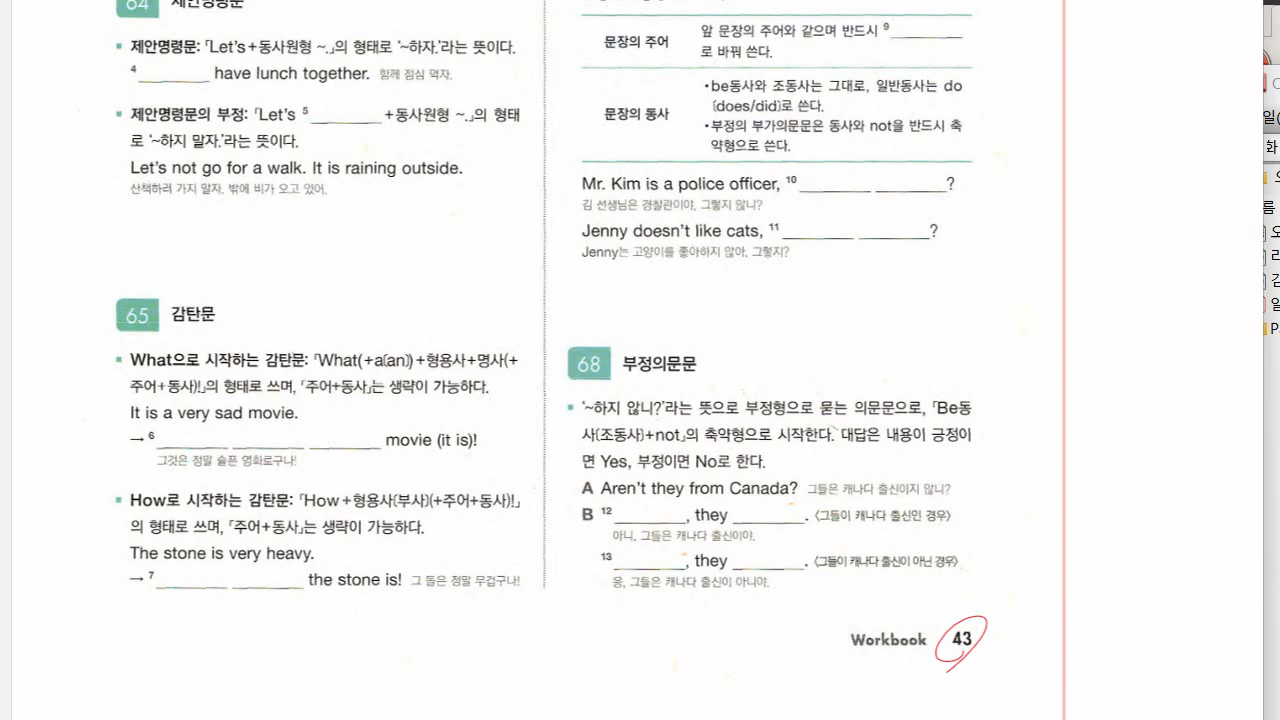 64 제안명령문
제안명령문: 「Let's+동사원형 ~.」의 형태로 '~하자.'라는 뜻이다.
4 ________ have lunch together. 함께 점심 먹자.
제안명령문의 부정: 「Let's 5 ________ +동사원형 ~.」의 형태
로 '~하지 말자.'라는 뜻이다.
Let's not go for a walk. It is raining outside.
산책하러 가지 말자. 밖에 비가 오고 있어.
65 감탄문
What으로 시작하는 감탄문: 「What(+a(an))+형용사+명사(+
주어+동사)!」의 형태로 쓰며, 「주어+동사」는 생략이 가능하다.
It is a very sad movie.
→ 6 ________ ________ ________ movie (it is)!
그것은 정말 슬픈 영화로구나!
How로 시작하는 감탄문: 「How+형용사(부사)(+주어+동사)!」
의 형태로 쓰며, 「주어+동사」는 생략이 가능하다.
The stone is very heavy.
→ 7 ________ ________ the stone is! 그 돌은 정말 무겁구나!
문장의 주어
앞 문장의 주어와 같으며 반드시 9 ________
로 바꿔 쓴다.
문장의 동사
•be동사와 조동사는 그대로, 일반동사는 do
(does/did)로 쓴다.
•부정의 부가의문문은 동사와 not을 반드시 축
약형으로 쓴다.
Mr. Kim is a police officer, 10 ________ ________?
김 선생님은 경찰관이야, 그렇지 않니?
Jenny doesn't like cats, 11 ________ ________?
Jenny는 고양이를 좋아하지 않아, 그렇지?
68 부정의문문
'~하지 않니?'라는 뜻으로 부정형으로 묻는 의문문으로, 「Be동
사(조동사)+not」의 축약형으로 시작한다. 대답은 내용이 긍정이
면 Yes, 부정이면 No로 한다.
A Aren't they from Canada? 그들은 캐나다 출신이지 않니?
B 12 ________, they ________. 〈그들이 캐나다 출신인 경우〉
아니, 그들은 캐나다 출신이야.
13 ________, they ________. 〈그들이 캐나다 출신이 아닌 경우〉
응, 그들은 캐나다 출신이 아니야.
Workbook 43